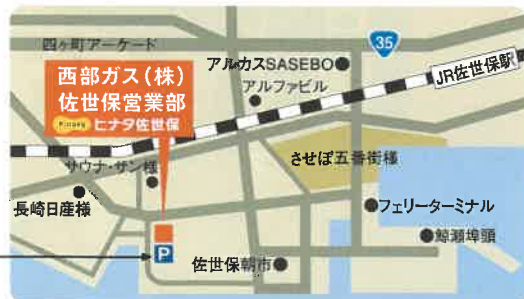 四ヶ町アーケード
35
アルカスSASEBO
JR佐世保駅
アルファビル
西部ガス(株)
佐世保営業部
Hinata ヒナタ佐世保
サウナ・サン様
させぼ五番街様
長崎日産様
フェリーターミナル
鯨瀬埠頭
P
佐世保朝市